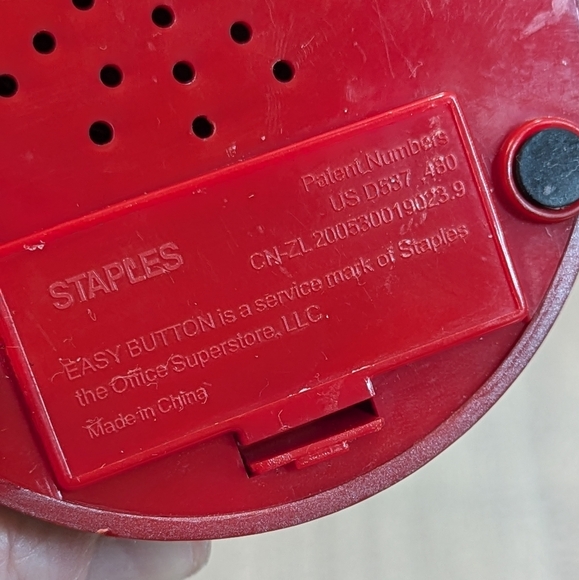 Patent Numbers
US D537, 480
CN-ZL 200530019023.9
STAPLES
EASY BUTTON is a service mark of Staples
the Office Superstore, LLC.
Made in China